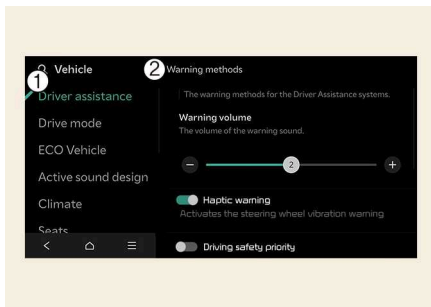 Vehicle
1
2
Warning methods
Driver assistance
Drive mode
ECO Vehicle
Active sound design
Climate
Seats
The warning methods for the Driver Assistance systems.
Warning volume
The volume of the warning sound.
2
Haptic warning
Activates the steering wheel vibration warning
Driving safety priority